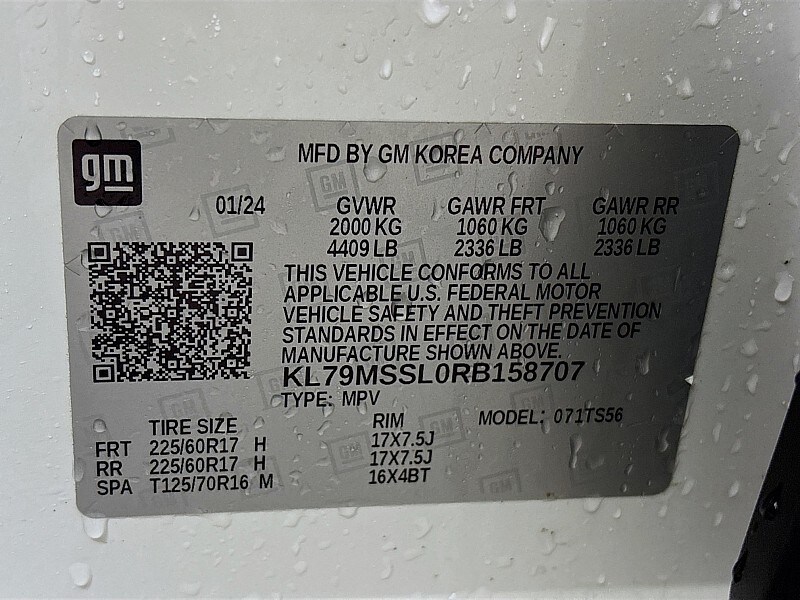 gm
MFD BY GM KOREA COMPANY
01/24 GVWR GAWR FRT GAWR RR
2000 KG 1060 KG 1060 KG
4409 LB 2336 LB 2336 LB
THIS VEHICLE CONFORMS TO ALL
APPLICABLE U.S. FEDERAL MOTOR
VEHICLE SAFETY AND THEFT PREVENTION
STANDARDS IN EFFECT ON THE DATE OF
MANUFACTURE SHOWN ABOVE.
KL79MSSL0RB158707
TYPE: MPV
TIRE SIZE RIM MODEL: 071TS56
FRT 225/60R17 H 17X7.5J
RR 225/60R17 H 17X7.5J
SPA T125/70R16 M 16X4BT